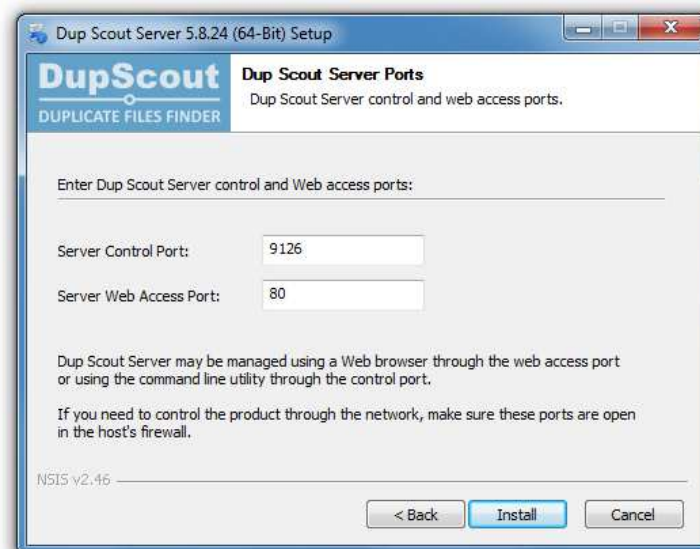 Dup Scout Server 5.8.24 (64-Bit) Setup
DupScout
DUPLICATE FILES FINDER
Dup Scout Server Ports
Dup Scout Server control and web access ports.
Enter Dup Scout Server control and Web access ports:
Server Control Port: 9126
Server Web Access Port: 80
Dup Scout Server may be managed using a Web browser through the web access port
or using the command line utility through the control port.
If you need to control the product through the network, make sure these ports are open
in the host's firewall.
NSIS v2.46
< Back Install Cancel